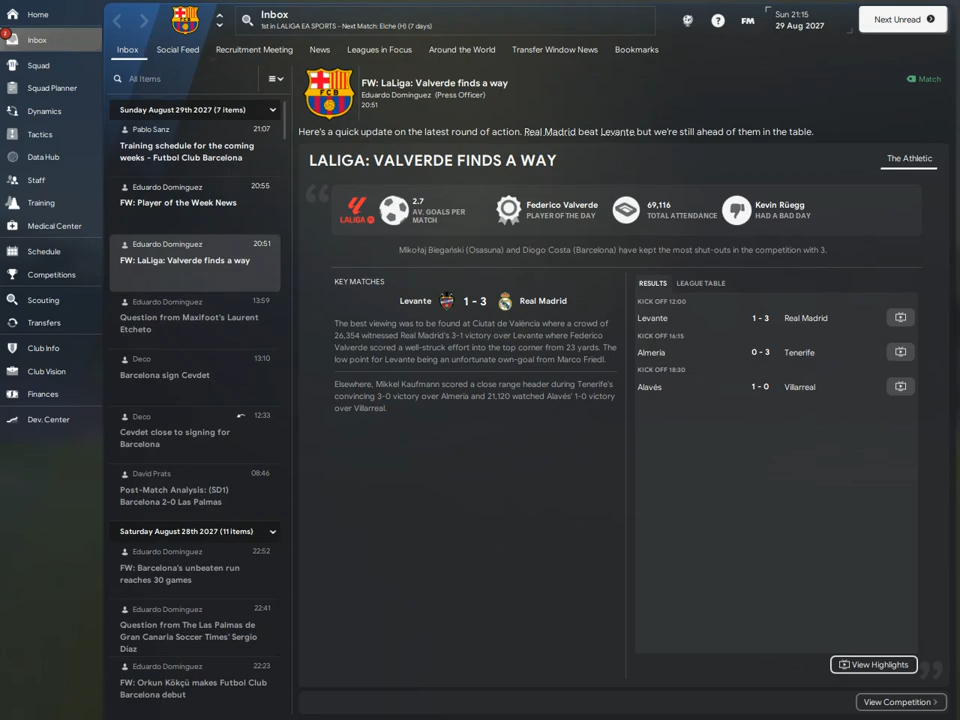 Home
2
Inbox
Squad
Squad Planner
Dynamics
Tactics
Data Hub
Staff
Training
Medical Center
Schedule
Competitions
Scouting
Transfers
Club Info
Club Vision
Finances
Dev. Center
FCB
Inbox
1st in LALIGA EA SPORTS - Next Match: Elche (H) (7 days)
?
FM
Sun 21:15
29 Aug 2027
Next Unread
Inbox
Social Feed
Recruitment Meeting
News
Leagues in Focus
Around the World
Transfer Window News
Bookmarks
All Items
Sunday August 29th 2027 (7 items)
Pablo Sanz 21:07
Training schedule for the coming
weeks - Futbol Club Barcelona
Eduardo Domínguez 20:55
FW: Player of the Week News
Eduardo Domínguez 20:51
FW: LaLiga: Valverde finds a way
Eduardo Domínguez 13:59
Question from Maxifoot's Laurent
Etcheto
Deco 13:10
Barcelona sign Cevdet
Deco 12:33
Cevdet close to signing for
Barcelona
David Prats 08:46
Post-Match Analysis: (SD1)
Barcelona 2-0 Las Palmas
Saturday August 28th 2027 (11 items)
Eduardo Domínguez 22:52
FW: Barcelona's unbeaten run
reaches 30 games
Eduardo Domínguez 22:41
Question from The Las Palmas de
Gran Canaria Soccer Times' Sergio
Díaz
Eduardo Domínguez 22:23
FW: Orkun Kökçü makes Futbol Club
Barcelona debut
FCB
FW: LaLiga: Valverde finds a way
Eduardo Domínguez (Press Officer)
20:51
Match
Here's a quick update on the latest round of action. Real Madrid beat Levante but we're still ahead of them in the table.
LALIGA: VALVERDE FINDS A WAY
The Athletic
LALIGA
2.7
AV. GOALS PER
MATCH
Federico Valverde
PLAYER OF THE DAY
69,116
TOTAL ATTENDANCE
Kevin Rüegg
HAD A BAD DAY
Mikołaj Biegański (Osasuna) and Diogo Costa (Barcelona) have kept the most shut-outs in the competition with 3.
KEY MATCHES
Levante 1 - 3 Real Madrid
The best viewing was to be found at Ciutat de València where a crowd of
26,354 witnessed Real Madrid's 3-1 victory over Levante where Federico
Valverde scored a well-struck effort into the top corner from 23 yards. The
low point for Levante being an unfortunate own-goal from Marco Friedl.
Elsewhere, Mikkel Kaufmann scored a close range header during Tenerife's
convincing 3-0 victory over Almeria and 21,120 watched Alavés' 1-0 victory
over Villarreal.
RESULTS
LEAGUE TABLE
KICK OFF 12:00
Levante 1 - 3 Real Madrid
KICK OFF 14:15
Almeria 0 - 3 Tenerife
KICK OFF 18:30
Alavés 1 - 0 Villarreal
View Highlights
View Competition >